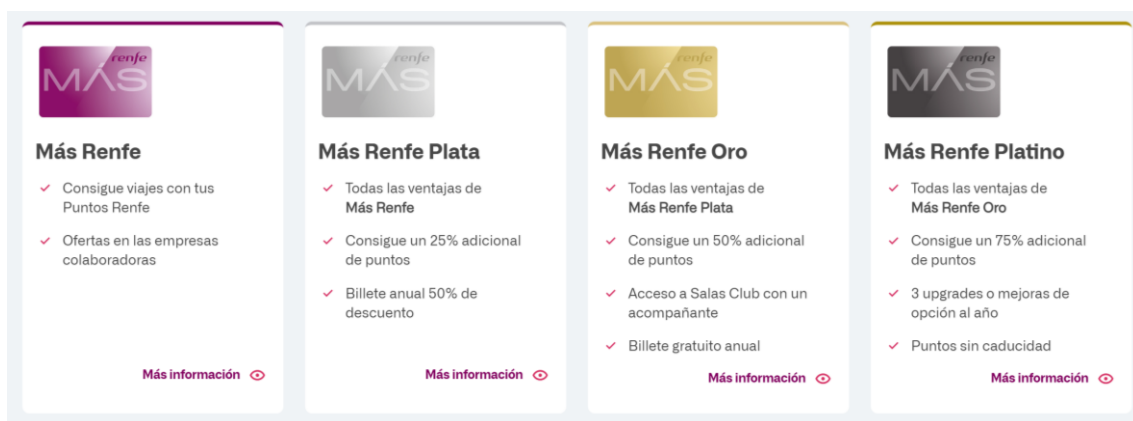 renfe
MÁS
Más Renfe
Consigue viajes con tus
Puntos Renfe
Ofertas en las empresas
colaboradoras
Más información
renfe
MÁS
Más Renfe Plata
Todas las ventajas de
Más Renfe
Consigue un 25% adicional
de puntos
Billete anual 50% de
descuento
Más información
renfe
MÁS
Más Renfe Oro
Todas las ventajas de
Más Renfe Plata
Consigue un 50% adicional
de puntos
Acceso a Salas Club con un
acompañante
Billete gratuito anual
Más información
renfe
MÁS
Más Renfe Platino
Todas las ventajas de
Más Renfe Oro
Consigue un 75% adicional
de puntos
3 upgrades o mejoras de
opción al año
Puntos sin caducidad
Más información